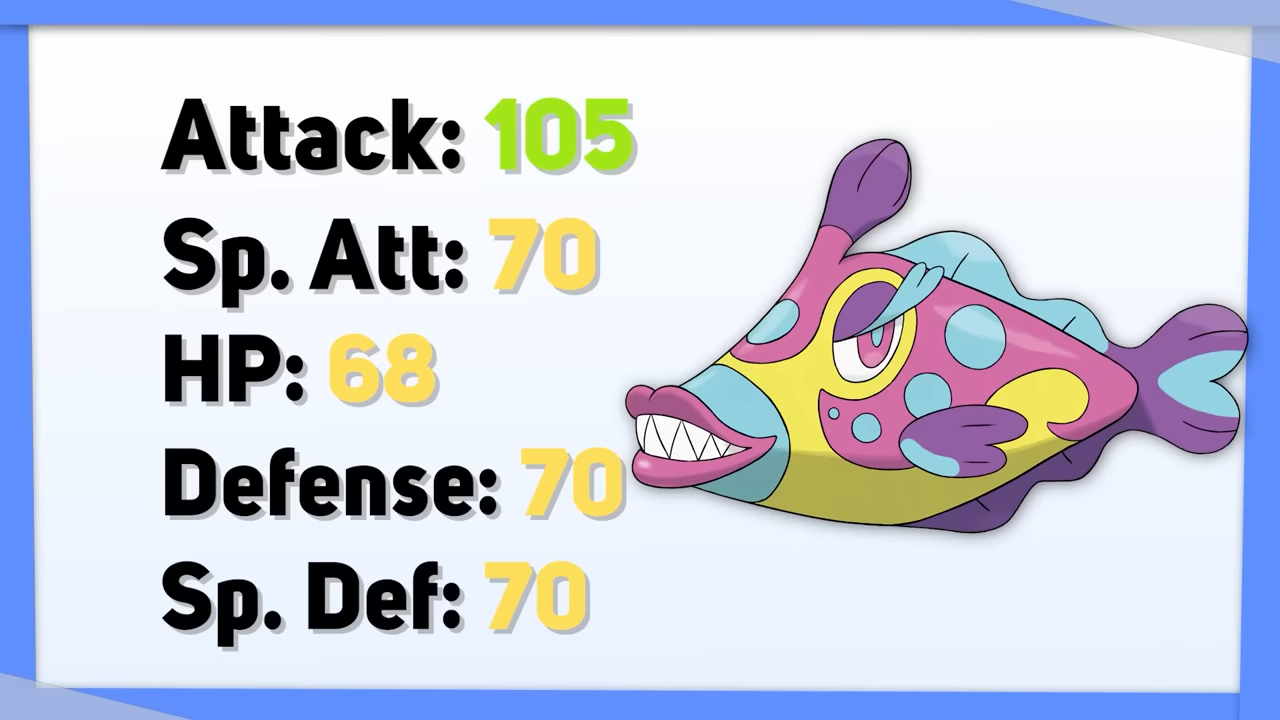 Attack: 105
Sp. Att: 70
HP: 68
Defense: 70
Sp. Def: 70